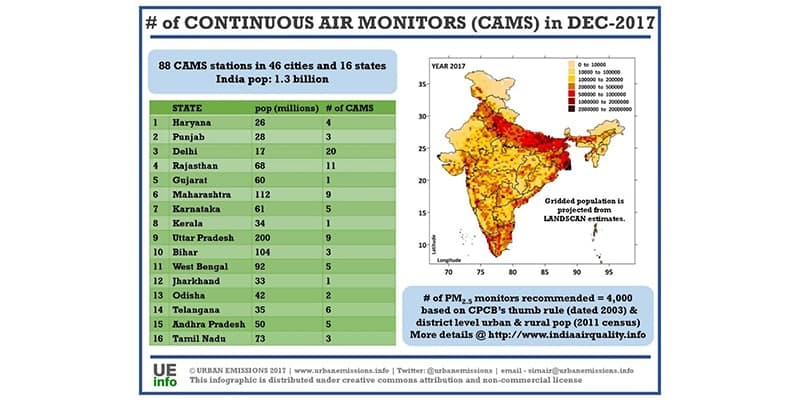 # of CONTINUOUS AIR MONITORS (CAMS) in DEC-2017
88 CAMS stations in 46 cities and 16 states
India pop: 1.3 billion
STATE pop (millions) # of CAMS
1 Haryana 26 4
2 Punjab 28 3
3 Delhi 17 20
4 Rajasthan 68 11
5 Gujarat 60 1
6 Maharashtra 112 9
7 Karnataka 61 5
8 Kerala 34 1
9 Uttar Pradesh 200 9
10 Bihar 104 3
11 West Bengal 92 5
12 Jharkhand 33 1
13 Odisha 42 2
14 Telangana 35 6
15 Andhra Pradesh 50 5
16 Tamil Nadu 73 3
YEAR 2017
0 to 10000
10000 to 100000
100000 to 200000
200000 to 500000
500000 to 1000000
1000000 to 2000000
2000000 to 20000000
35
30
25
20
15
10
Latitude
Longitude
70 75 80 85 90 95
Gridded population is
projected from
LANDSCAN estimates.
# of PM2.5 monitors recommended = 4,000
based on CPCB's thumb rule (dated 2003) &
district level urban & rural pop (2011 census)
More details @ http://www.indiaairquality.info
UE
info
© URBAN EMISSIONS 2017 | www.urbanemissions.info | Twitter: @urbanemissions | email - simair@urbanemissions.info
This infographic is distributed under creative commons attribution and non-commercial license